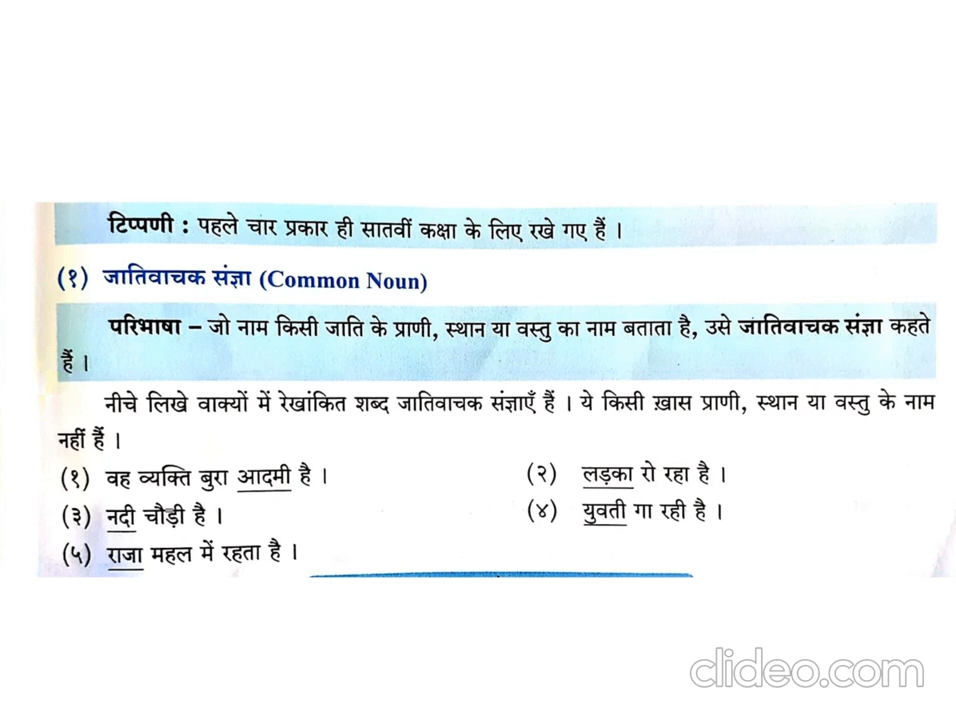 टिप्पणी : पहले चार प्रकार ही सातवीं कक्षा के लिए रखे गए हैं ।
(१) जातिवाचक संज्ञा (Common Noun)
परिभाषा – जो नाम किसी जाति के प्राणी, स्थान या वस्तु का नाम बताता है, उसे जातिवाचक संज्ञा कहते
हैं ।
नीचे लिखे वाक्यों में रेखांकित शब्द जातिवाचक संज्ञाएँ हैं । ये किसी ख़ास प्राणी, स्थान या वस्तु के नाम
नहीं हैं ।
(१) वह व्यक्ति बुरा आदमी है । (२) लड़का रो रहा है ।
(३) नदी चौड़ी है । (४) युवती गा रही है ।
(५) राजा महल में रहता है ।
clideo.com